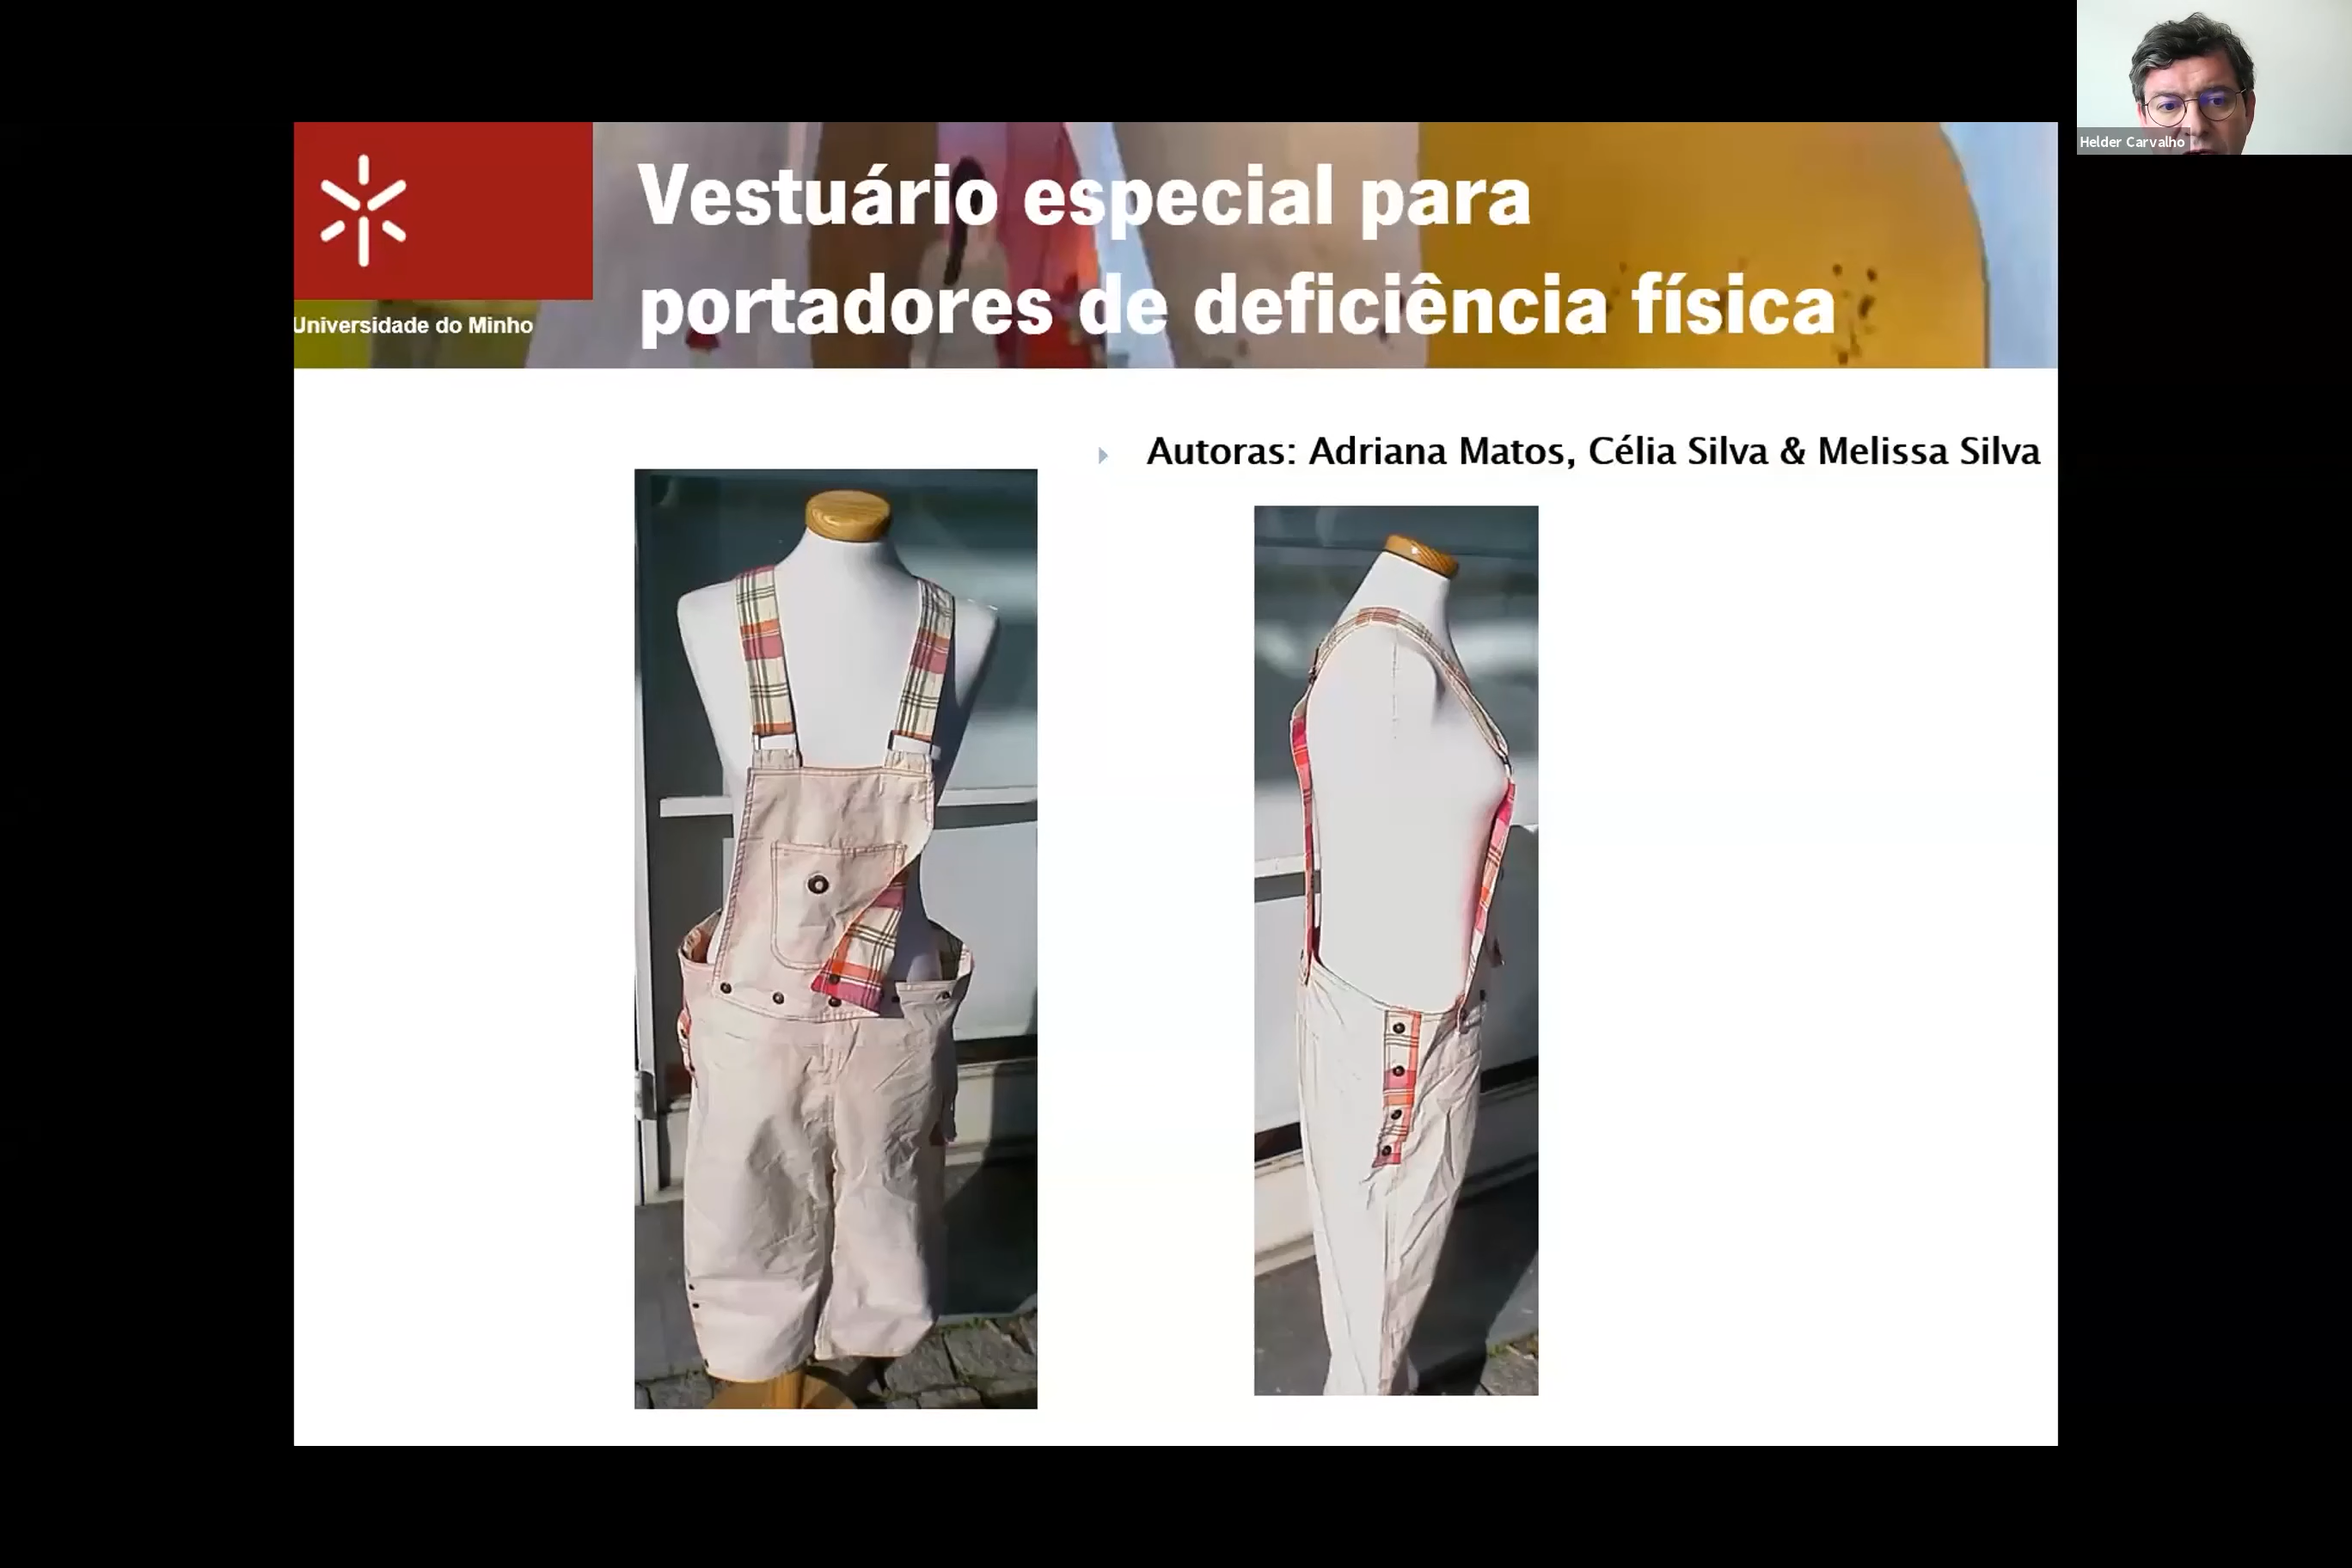 Helder Carvalho
Vestuário especial para
portadores de deficiência física
Universidade do Minho
Autoras: Adriana Matos, Célia Silva & Melissa Silva